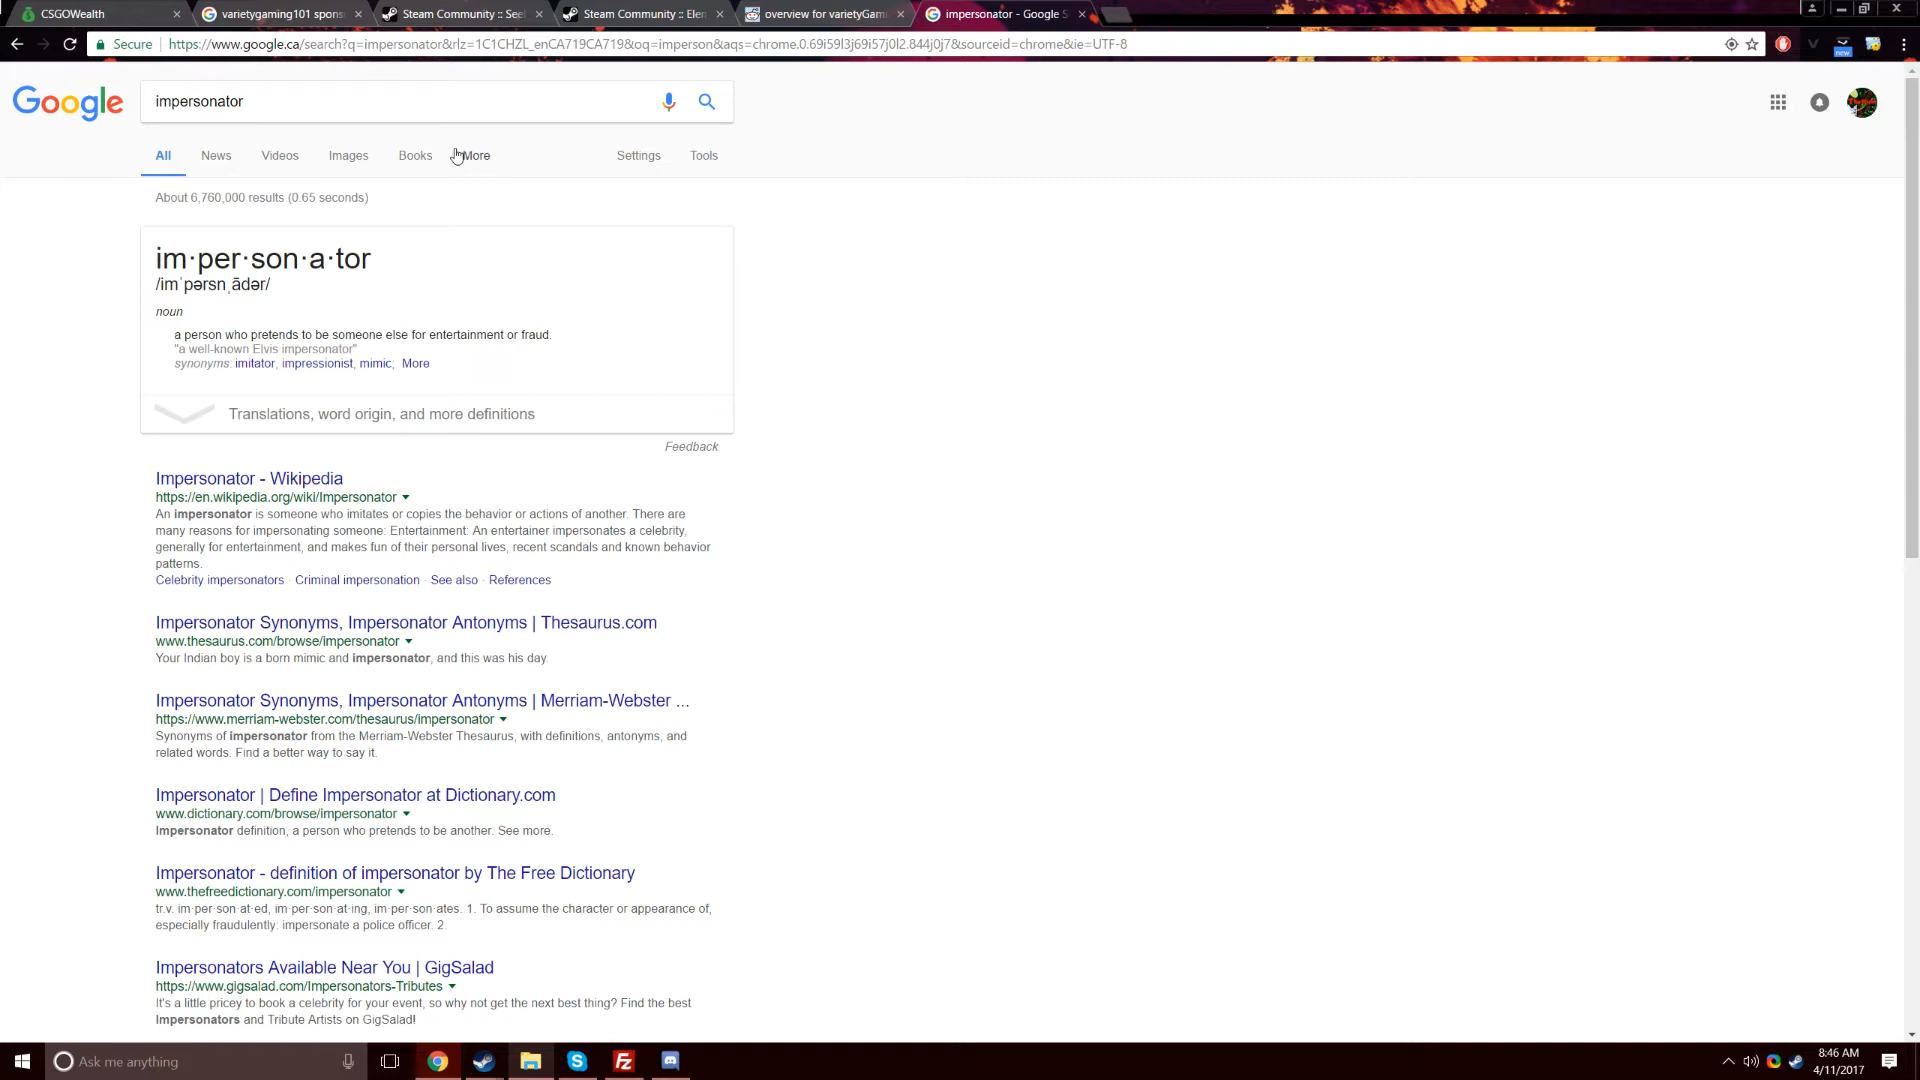 CSGOWealth
varietygaming101 spons
Steam Community :: See
Steam Community :: Ele
overview for varietyGam
impersonator - Google S
Secure
https://www.google.ca/search?q=impersonator&rlz=1C1CHZL_enCA719CA719&oq=imperson&aqs=chrome.0.69i59l3j69i57j0l2.844j0j7&sourceid=chrome&ie=UTF-8
new
Google
impersonator
All News Videos Images Books More Settings Tools
About 6,760,000 results (0.65 seconds)
im·per·son·a·tor
/imˈpərsnˌādər/
noun
a person who pretends to be someone else for entertainment or fraud.
"a well-known Elvis impersonator"
synonyms: imitator, impressionist, mimic; More
Translations, word origin, and more definitions
Feedback
Impersonator - Wikipedia
https://en.wikipedia.org/wiki/Impersonator
An impersonator is someone who imitates or copies the behavior or actions of another. There are
many reasons for impersonating someone: Entertainment: An entertainer impersonates a celebrity,
generally for entertainment, and makes fun of their personal lives, recent scandals and known behavior
patterns.
Celebrity impersonators · Criminal impersonation · See also · References
Impersonator Synonyms, Impersonator Antonyms | Thesaurus.com
www.thesaurus.com/browse/impersonator
Your Indian boy is a born mimic and impersonator, and this was his day.
Impersonator Synonyms, Impersonator Antonyms | Merriam-Webster ...
https://www.merriam-webster.com/thesaurus/impersonator
Synonyms of impersonator from the Merriam-Webster Thesaurus, with definitions, antonyms, and
related words. Find a better way to say it.
Impersonator | Define Impersonator at Dictionary.com
www.dictionary.com/browse/impersonator
Impersonator definition, a person who pretends to be another. See more.
Impersonator - definition of impersonator by The Free Dictionary
www.thefreedictionary.com/impersonator
tr.v. im·per·son·at·ed, im·per·son·at·ing, im·per·son·ates. 1. To assume the character or appearance of,
especially fraudulently: impersonate a police officer. 2.
Impersonators Available Near You | GigSalad
https://www.gigsalad.com/Impersonators-Tributes
It's a little pricey to book a celebrity for your event, so why not get the next best thing? Find the best
Impersonators and Tribute Artists on GigSalad!
Ask me anything
8:46 AM
4/11/2017